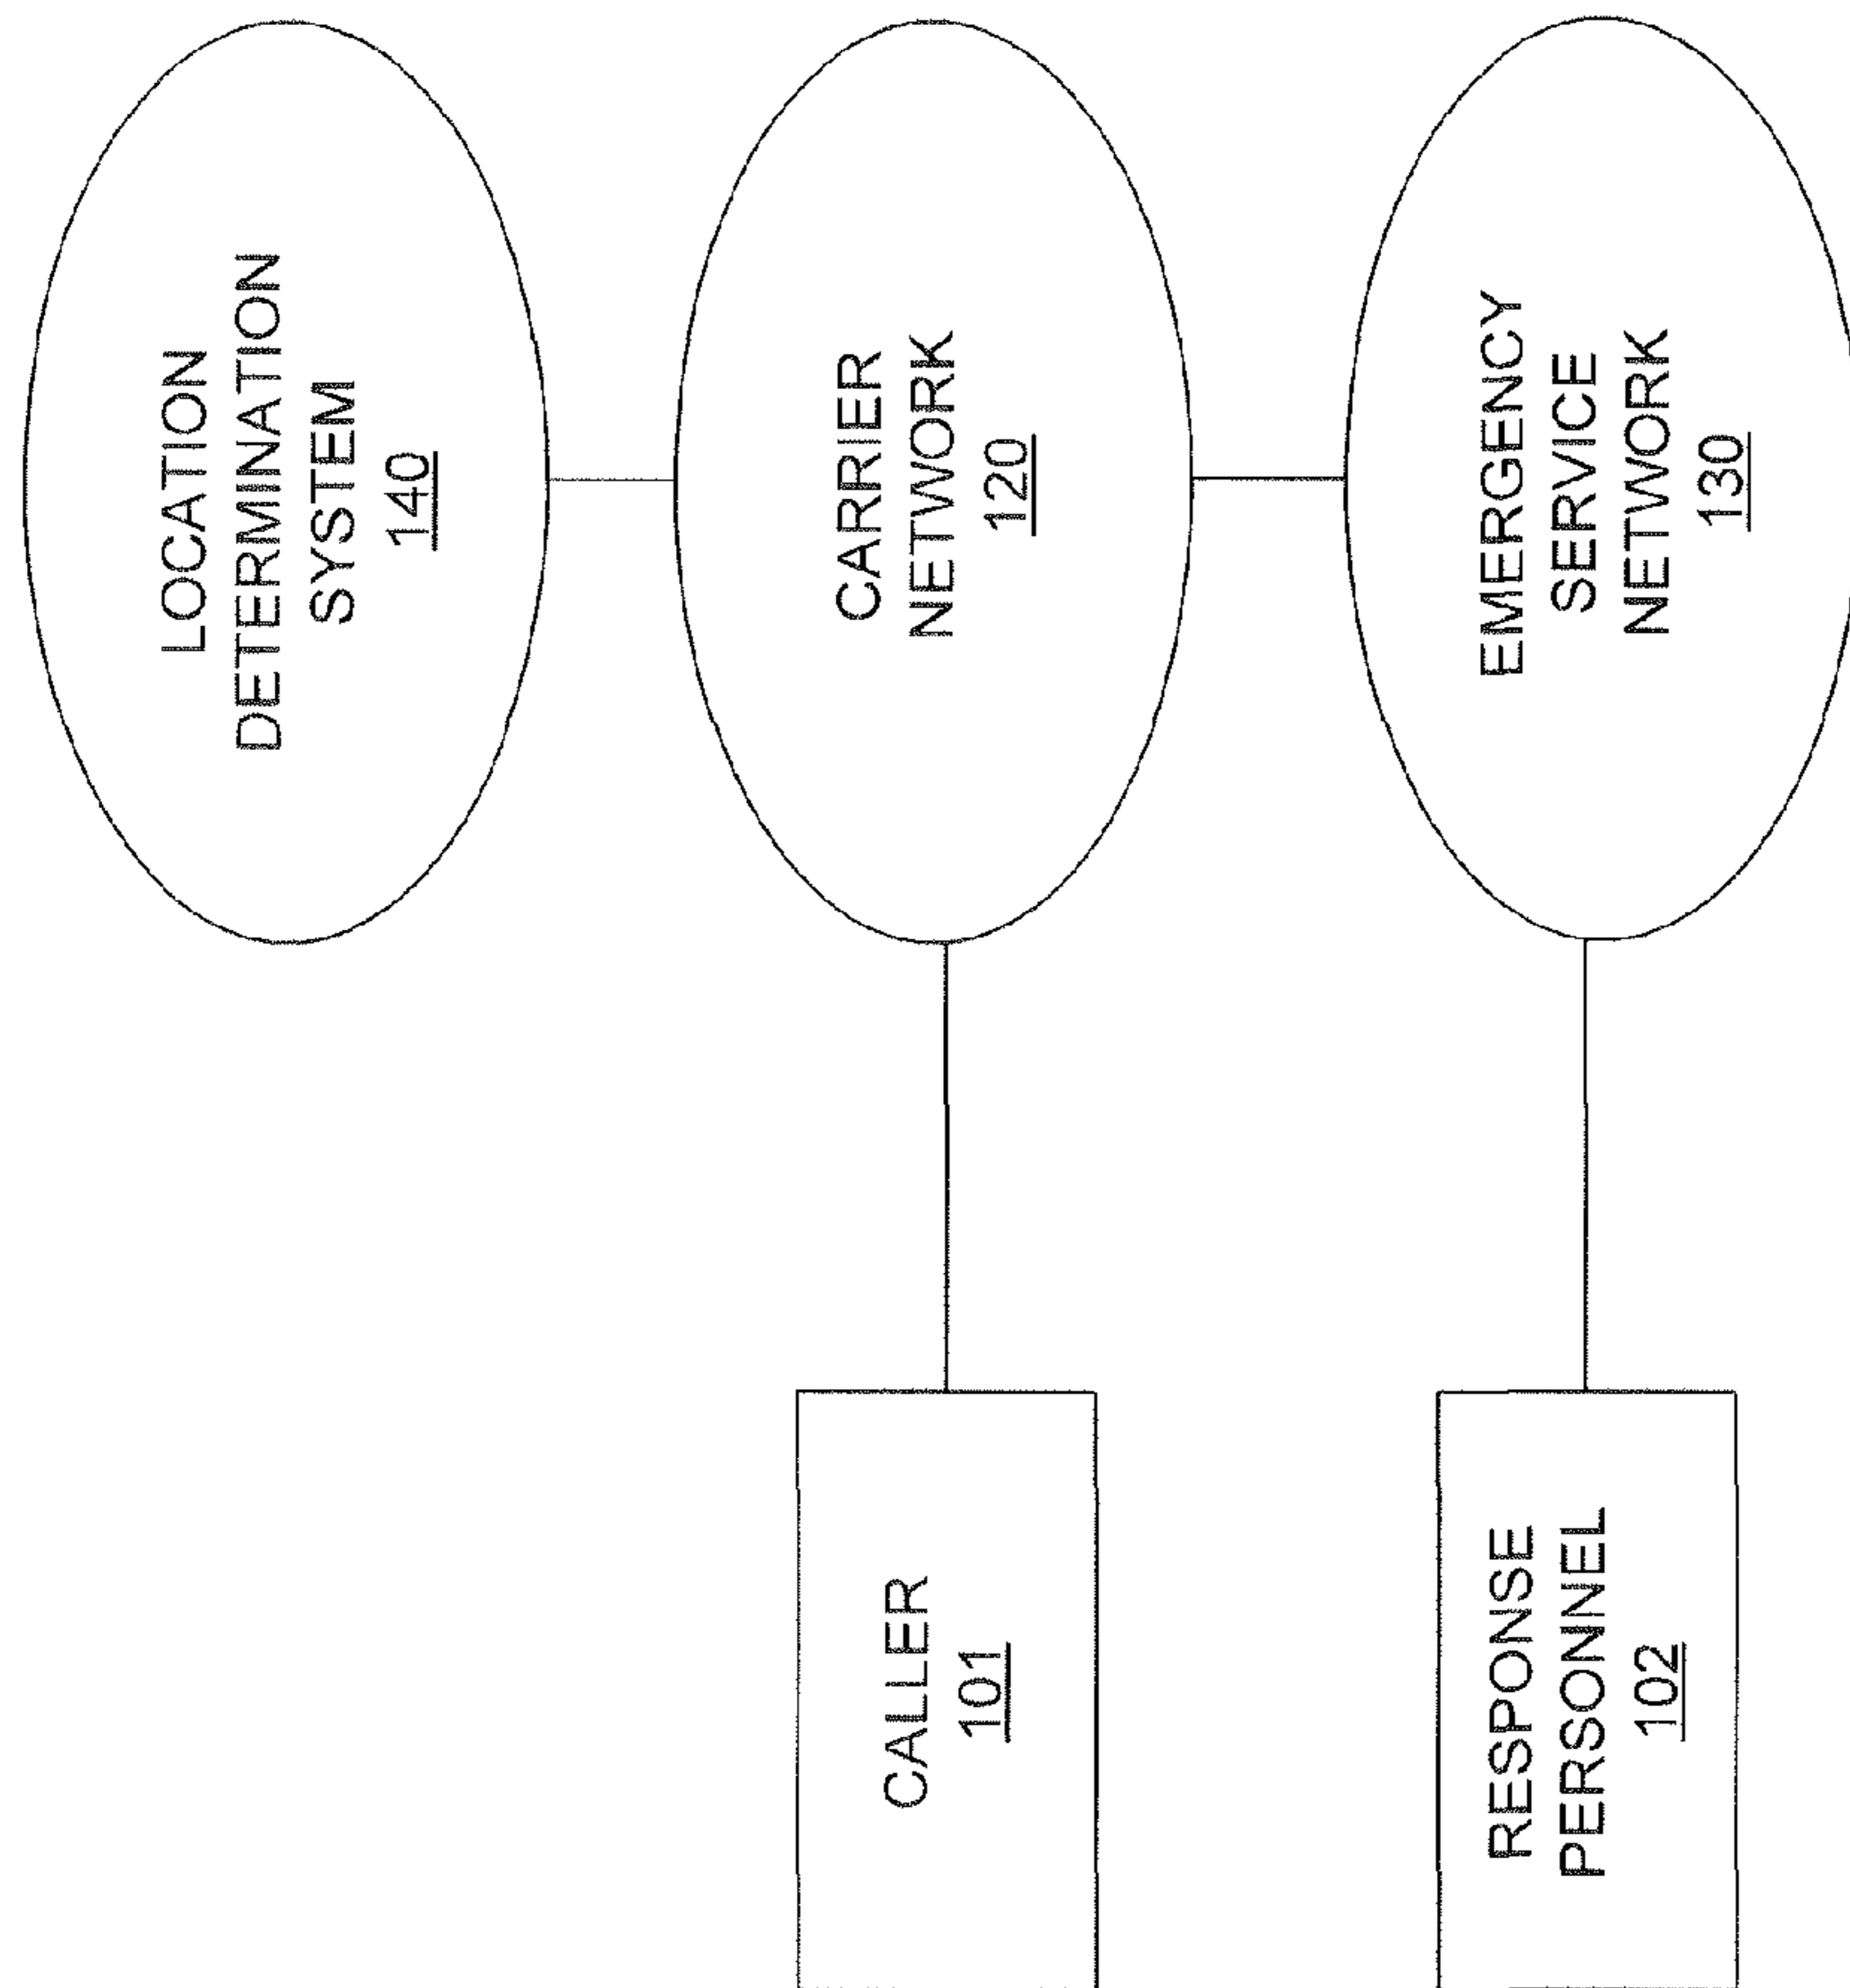 LOCATION
DETERMINATION
SYSTEM
140
CARRIER
NETWORK
120
EMERGENCY
SERVICE
NETWORK
130
CALLER
101
RESPONSE
PERSONNEL
102